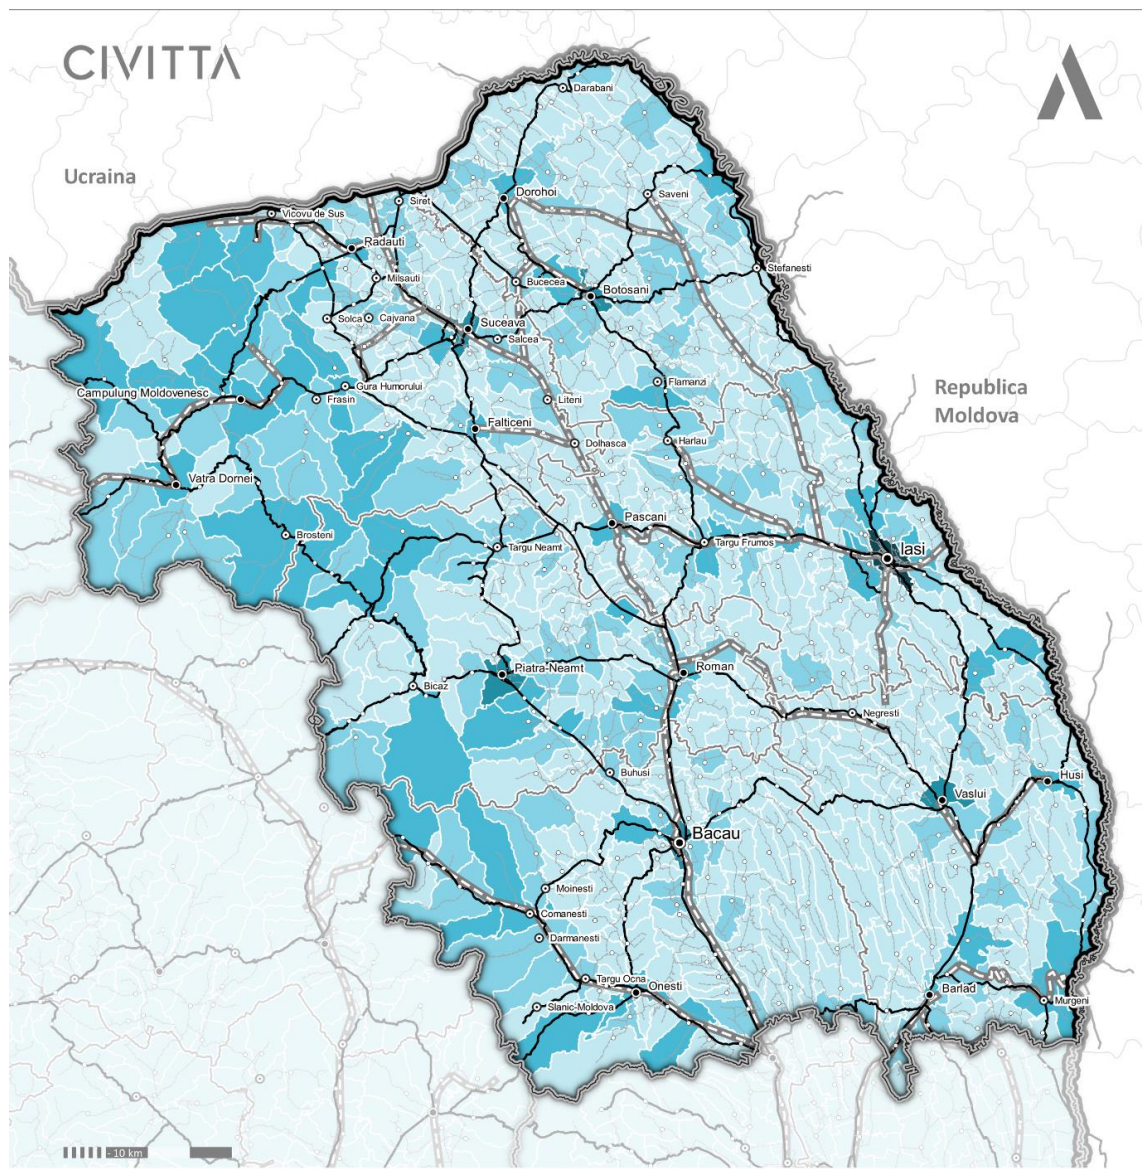 CIVITTA
Darabani
Ucraina
Dorohoi
Saveni
Siret
Vicovu de Sus
Radauti
Stefanesti
Milsauti
Bucecea
Botosani
Solca
Cajvana
Suceava
Salcea
Republica
Moldova
Campulung Moldovenesc
Gura Humorului
Flamanzi
Frasin
Liteni
Falticeni
Dolhasca
Harlau
Vatra Dornei
Pascani
Brosteni
Targu Neamt
Targu Frumos
Iasi
Piatra-Neamt
Roman
Bicaz
Negresti
Buhusi
Husi
Vaslui
Bacau
Moinesti
Comanesti
Darmanesti
Targu Ocna
Onesti
Barlad
Slanic-Moldova
Murgeni
- 10 km